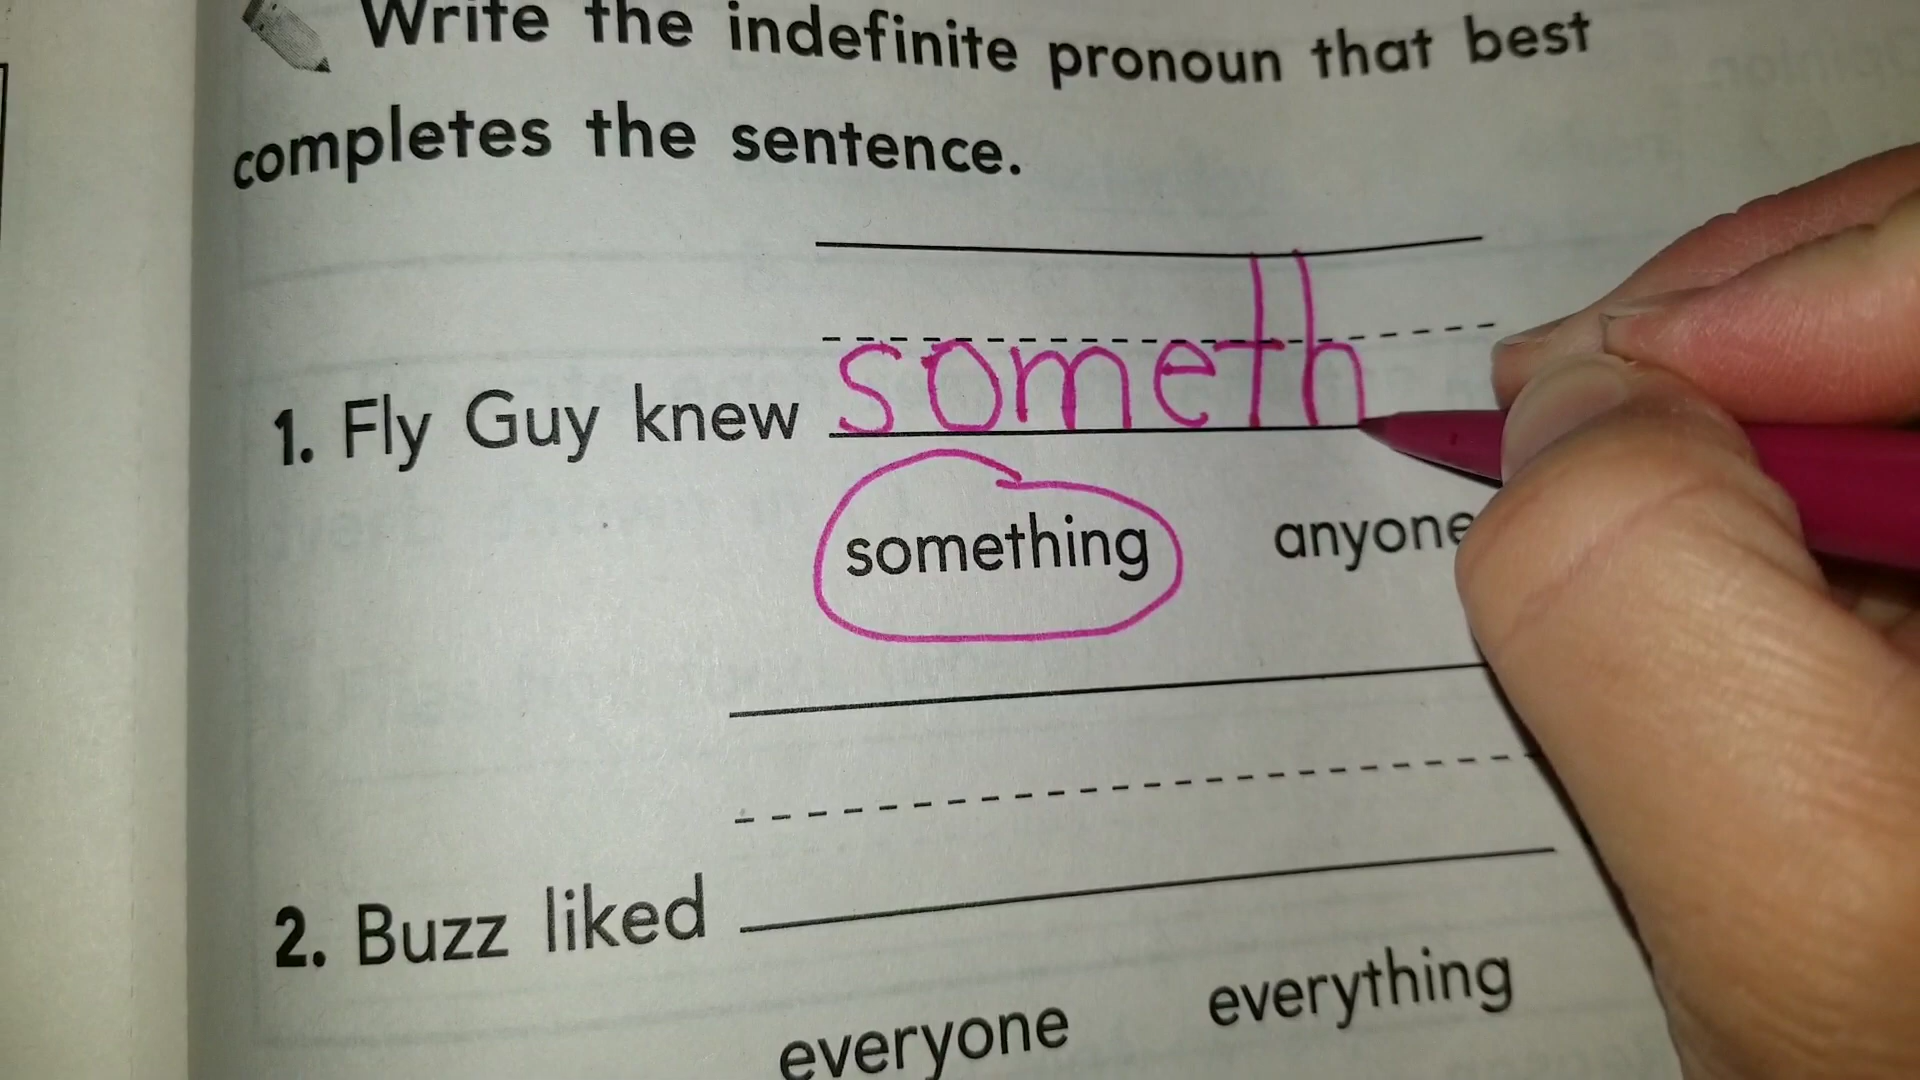 Write the indefinite pronoun that best
completes the sentence.
1. Fly Guy knew someth
something anyone
2. Buzz liked
everyone everything